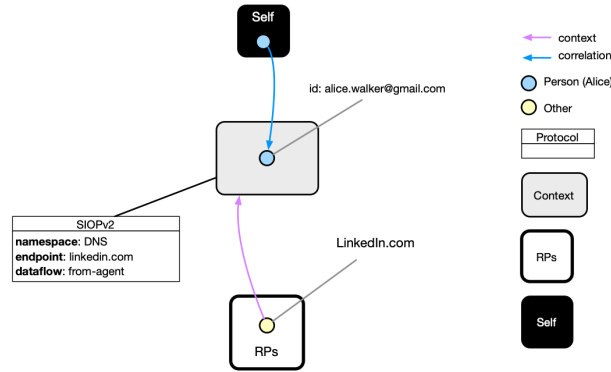 Self
id: alice.walker@gmail.com
SIOPv2
namespace: DNS
endpoint: linkedin.com
dataflow: from-agent
LinkedIn.com
RPs
context
correlation
Person (Alice)
Other
Protocol
Context
RPs
Self